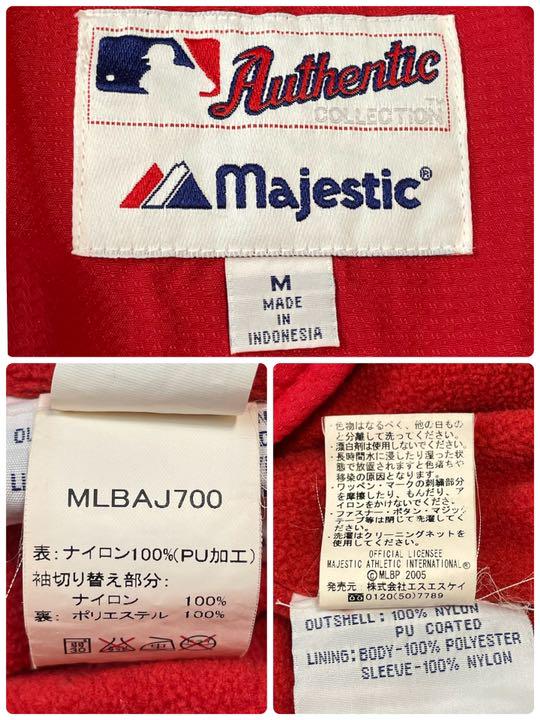 Authentic
COLLECTION™
Majestic®
M
MADE
IN
INDONESIA
MLBAJ700
表:ナイロン100%(PU加工)
袖切り替え部分:
ナイロン 100%
裏: ポリエステル 100%
・色物はなるべく、他の日もの
と分離して洗ってください。
・漂白剤は使用しないでください。
・長時間水に浸したり湿った状
態で放置されますと色落ちや
移染の原因となります。
・ワッペン・マークの刺繍部分
を摩擦したり、もんだり、ア
イロンをかけないでください。
・ファスナー・ボタン・マジック
テープ等は閉じて洗濯してく
ださい。
・洗濯はクリーニングネットを
使用してください。
OFFICIAL LICENSEE
MAJESTIC ATHLETIC INTERNATIONAL®
ⒸMLBP 2005
発売元: 株式会社エスエスケイ
0120(50)7789
OUTSHELL: 100% NYLON
PU COATED
LINING: BODY-100% POLYESTER
SLEEVE-100% NYLON